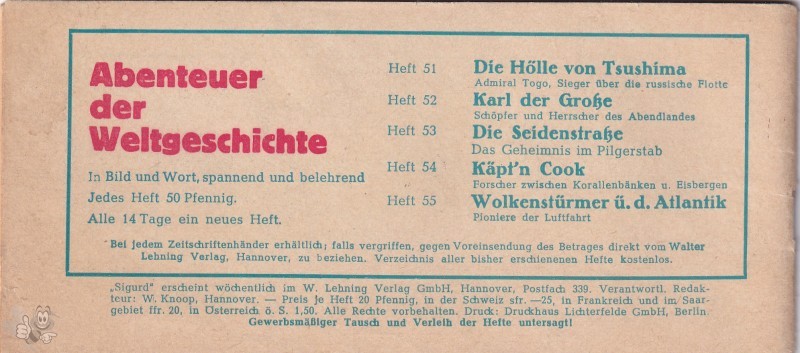 Abenteuer
der
Weltgeschichte
In Bild und Wort, spannend und belehrend
Jedes Heft 50 Pfennig.
Alle 14 Tage ein neues Heft.
Heft 51 Die Hölle von Tsushima
Admiral Togo, Sieger über die russische Flotte
Heft 52 Karl der Große
Schöpfer und Herrscher des Abendlandes
Heft 53 Die Seidenstraße
Das Geheimnis im Pilgerstab
Heft 54 Käpt'n Cook
Forscher zwischen Korallenbänken u. Eisbergen
Heft 55 Wolkenstürmer ü. d. Atlantik
Pioniere der Luftfahrt
Bei jedem Zeitschriftenhänder erhältlich; falls vergriffen, gegen Voreinsendung des Betrages direkt vom Walter
Lehning Verlag, Hannover, zu beziehen. Verzeichnis aller bisher erschienenen Hefte kostenlos.
„Sigurd" erscheint wöchentlich im W. Lehning Verlag GmbH, Hannover, Postfach 339. Verantwortl. Redak-
teur: W. Knoop, Hannover. — Preis je Heft 20 Pfennig, in der Schweiz sfr. —25, in Frankreich und im Saar-
gebiet ffr. 20, in Österreich ö. S. 1,50. Alle Rechte vorbehalten. Druck: Druckhaus Lichterfelde GmbH, Berlin.
Gewerbsmäßiger Tausch und Verleih der Hefte untersagt!